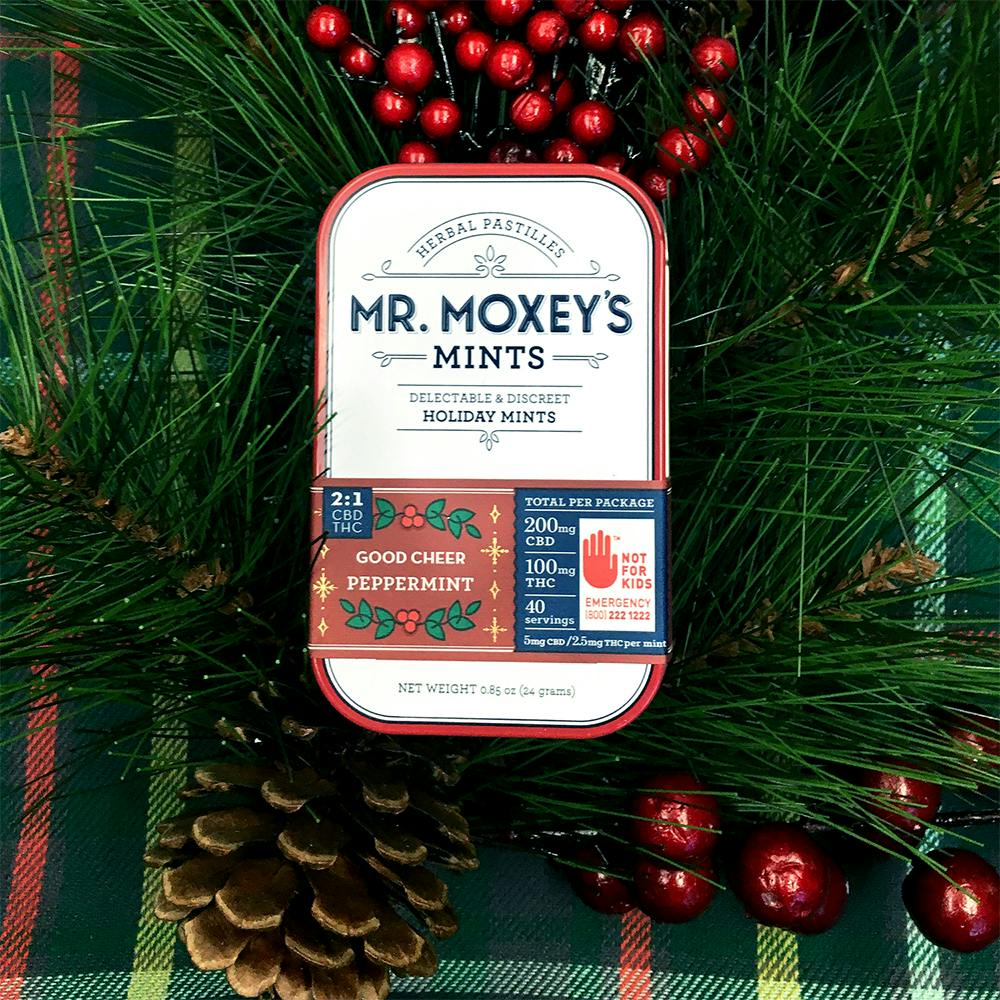 HERBAL PASTILLES
MR. MOXEY'S
MINTS
DELECTABLE & DISCREET
HOLIDAY MINTS
2:1
CBD
THC
GOOD CHEER
PEPPERMINT
TOTAL PER PACKAGE
200mg
CBD
100mg
THC
40
servings
5mg CBD/2.5mg THC per mint
NOT
FOR
KIDS
EMERGENCY
(800) 222 1222
NET WEIGHT 0.85 oz (24 grams)